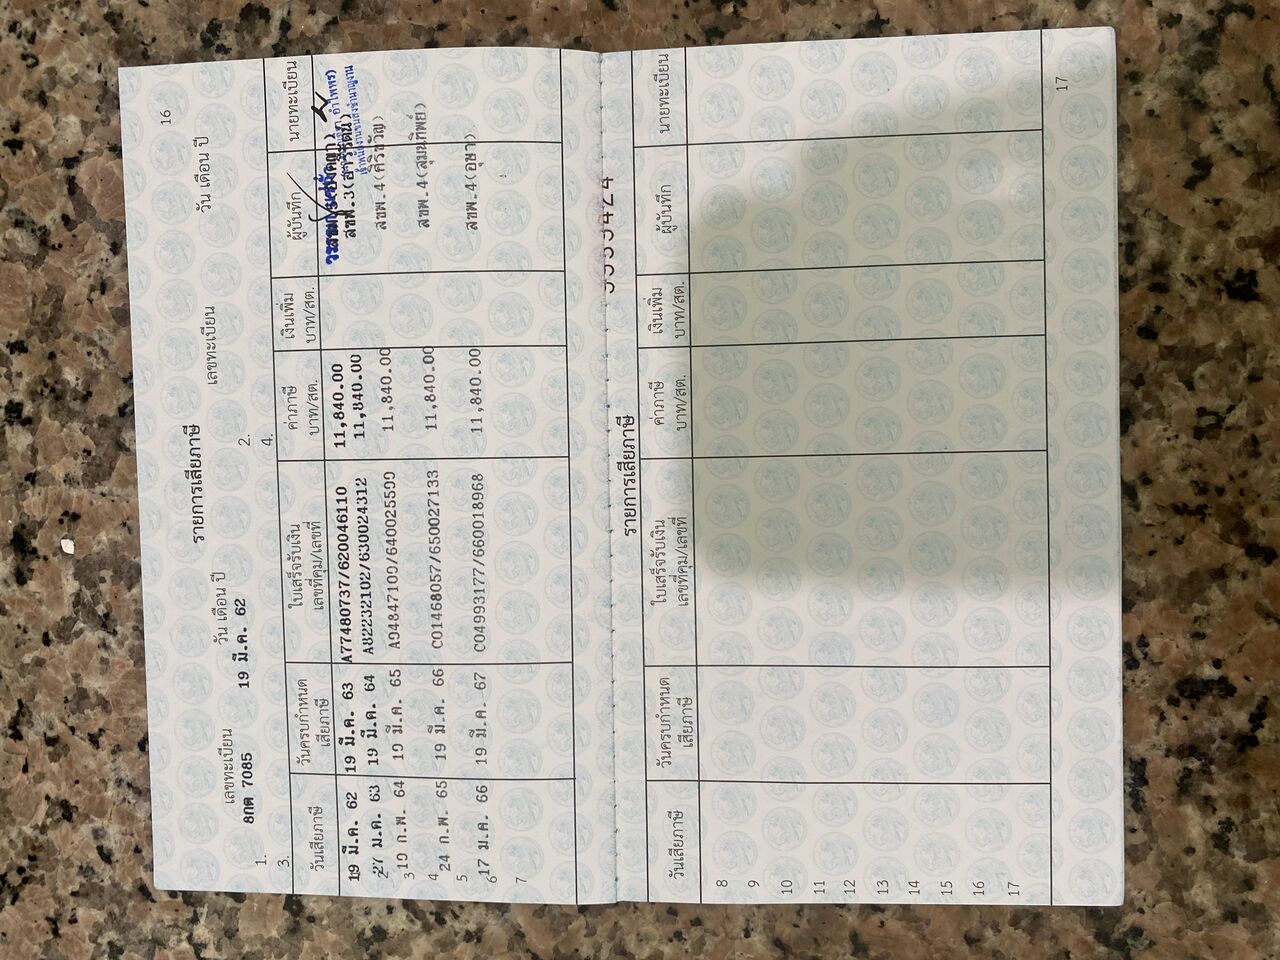 16
รายการเสียภาษี
เลขทะเบียน วัน เดือน ปี เลขทะเบียน วัน เดือน ปี
1. 8กต 7085 19 มี.ค. 62 2.
3. 4.
วันเสียภาษี วันครบกำหนดเสียภาษี ใบเสร็จรับเงิน เลขที่คุม/เลขที่ ค่าภาษี บาท/สต. เงินเพิ่ม บาท/สต. ผู้บันทึก นายทะเบียน
19 มี.ค. 62 19 มี.ค. 63 A77480737/620046110 11,840.00
27 ม.ค. 63 19 มี.ค. 64 A82232102/630024312 11,840.00 สขพ.3
3 10 ก.พ. 64 19 มี.ค. 65 A94847100/640025599 11,840.00 สขพ.4(ศิริขวัญ)
4 24 ก.พ. 65 19 มี.ค. 66 C01468057/650027133 11,840.00 สขพ.4(สุมนทิพย์)
5
6 17 ม.ค. 66 19 มี.ค. 67 C04993177/660018968 11,840.00 สขพ.4(อุษา)
7
รายการเสียภาษี
วันเสียภาษี วันครบกำหนดเสียภาษี ใบเสร็จรับเงิน เลขที่คุม/เลขที่ ค่าภาษี บาท/สต. เงินเพิ่ม บาท/สต. ผู้บันทึก นายทะเบียน
8
9
10
11
12
13
14
15
16
17
17